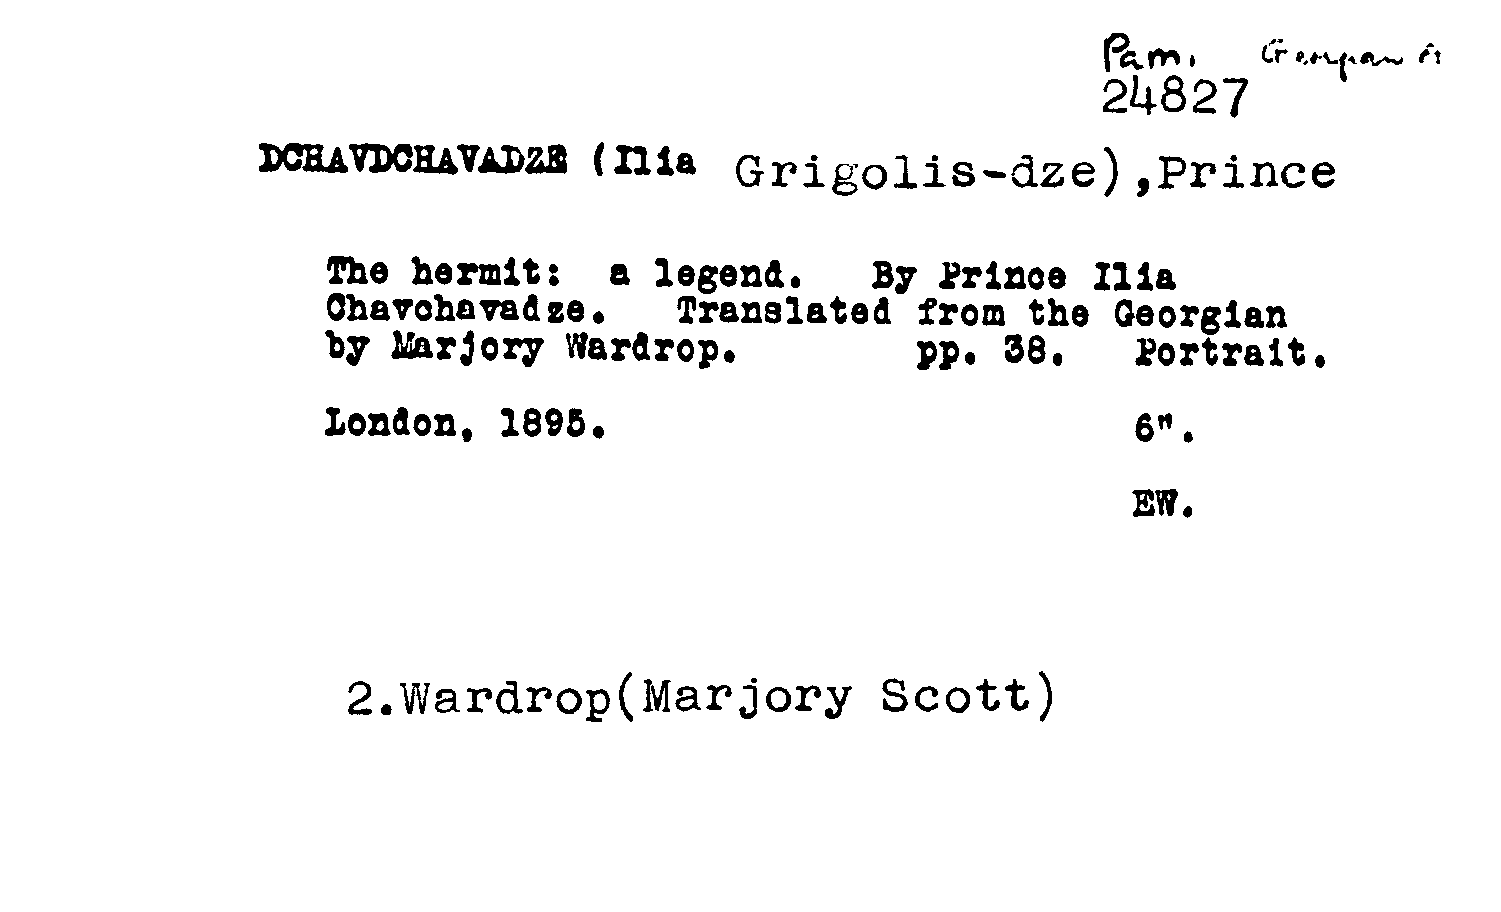 Pam. Georgian A
24827
DCHAVDCHAVADZE (Ilia Grigolis-dze),Prince
The hermit: a legend. By Prince Ilia
Chavchavadze. Translated from the Georgian
by Marjory Wardrop. pp. 38. Portrait.
London, 1895. 6".
EW.
2.Wardrop(Marjory Scott)